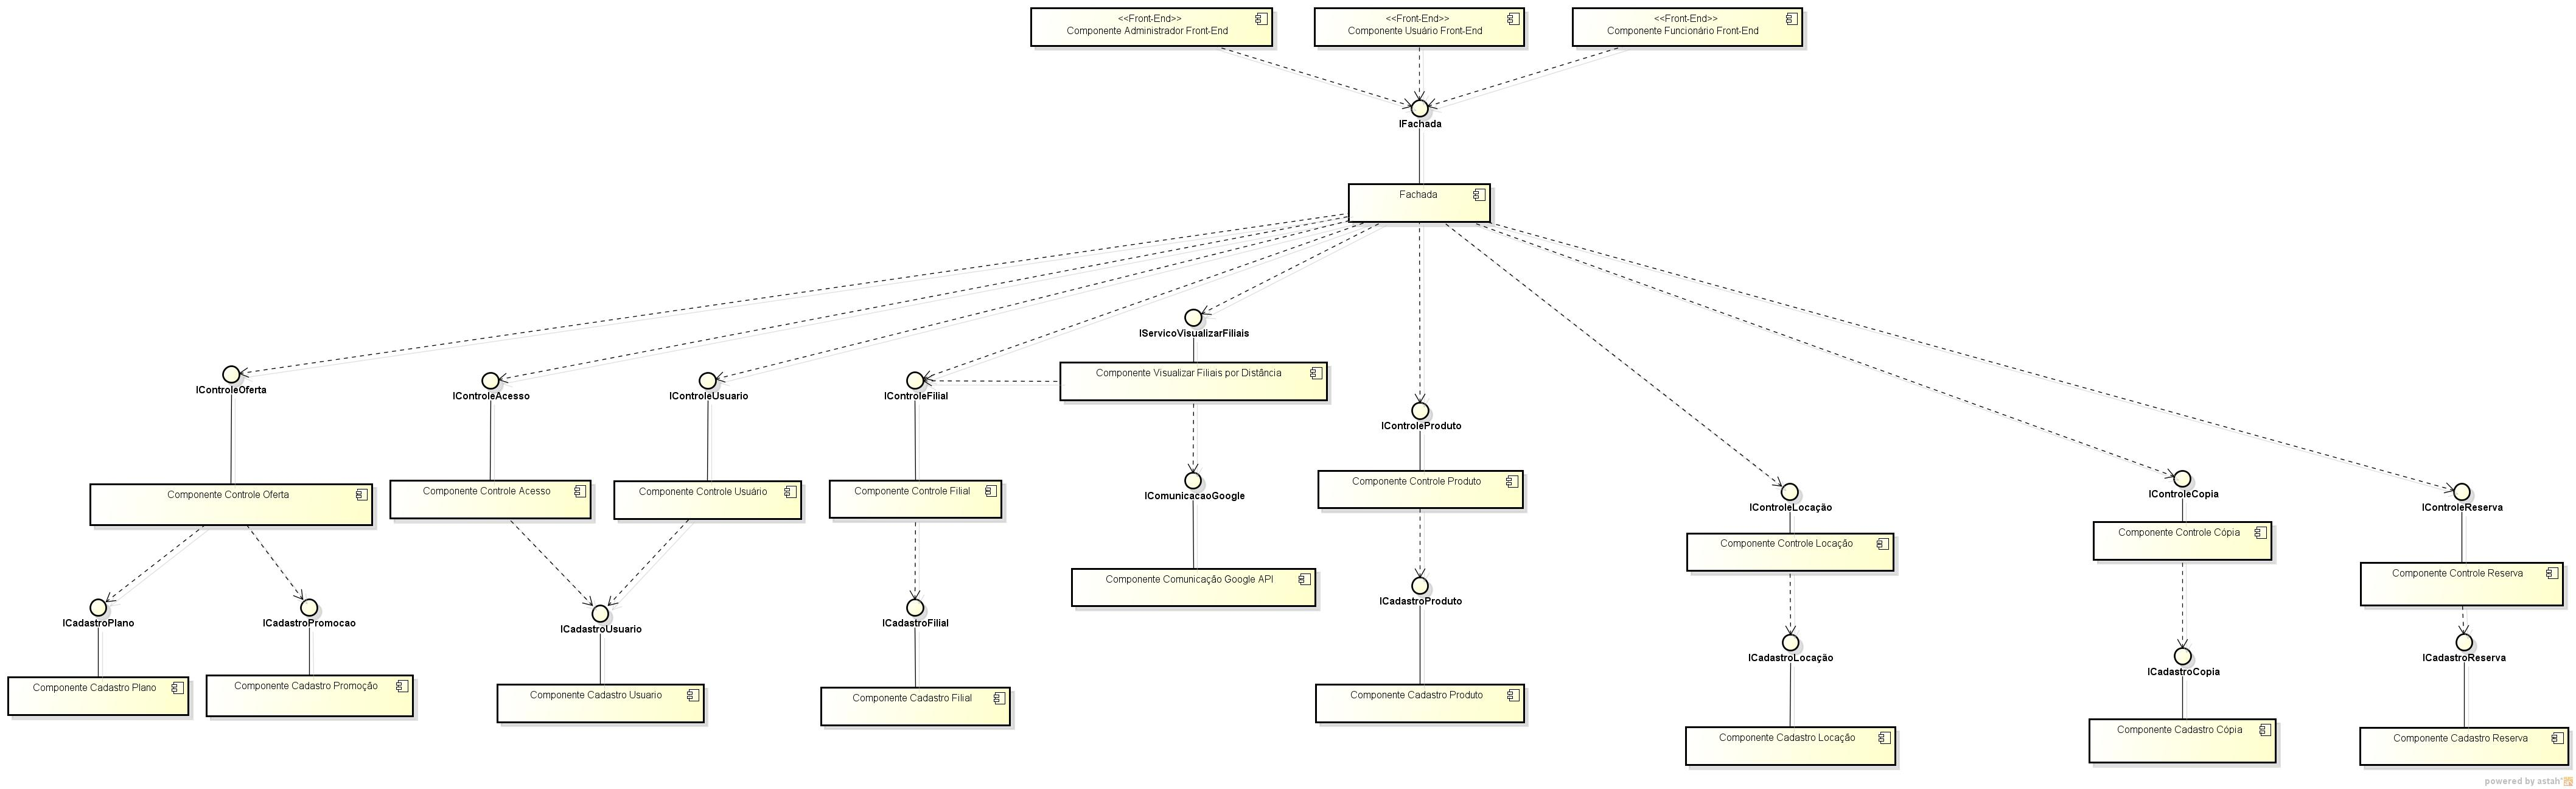 <<Front-End>>
Componente Administrador Front-End
<<Front-End>>
Componente Usuário Front-End
<<Front-End>>
Componente Funcionário Front-End
IFachada
Fachada
IServicoVisualizarFiliais
Componente Visualizar Filiais por Distância
IControleOferta
IControleAcesso
IControleUsuario
IControleFilial
IControleProduto
IComunicacaoGoogle
IControleLocação
IControleCopia
IControleReserva
Componente Controle Oferta
Componente Controle Acesso
Componente Controle Usuário
Componente Controle Filial
Componente Controle Produto
Componente Controle Locação
Componente Controle Cópia
Componente Controle Reserva
Componente Comunicação Google API
ICadastroPlano
ICadastroPromocao
ICadastroUsuario
ICadastroFilial
ICadastroProduto
ICadastroLocação
ICadastroCopia
ICadastroReserva
Componente Cadastro Plano
Componente Cadastro Promoção
Componente Cadastro Usuario
Componente Cadastro Filial
Componente Cadastro Produto
Componente Cadastro Locação
Componente Cadastro Cópia
Componente Cadastro Reserva
powered by astah*